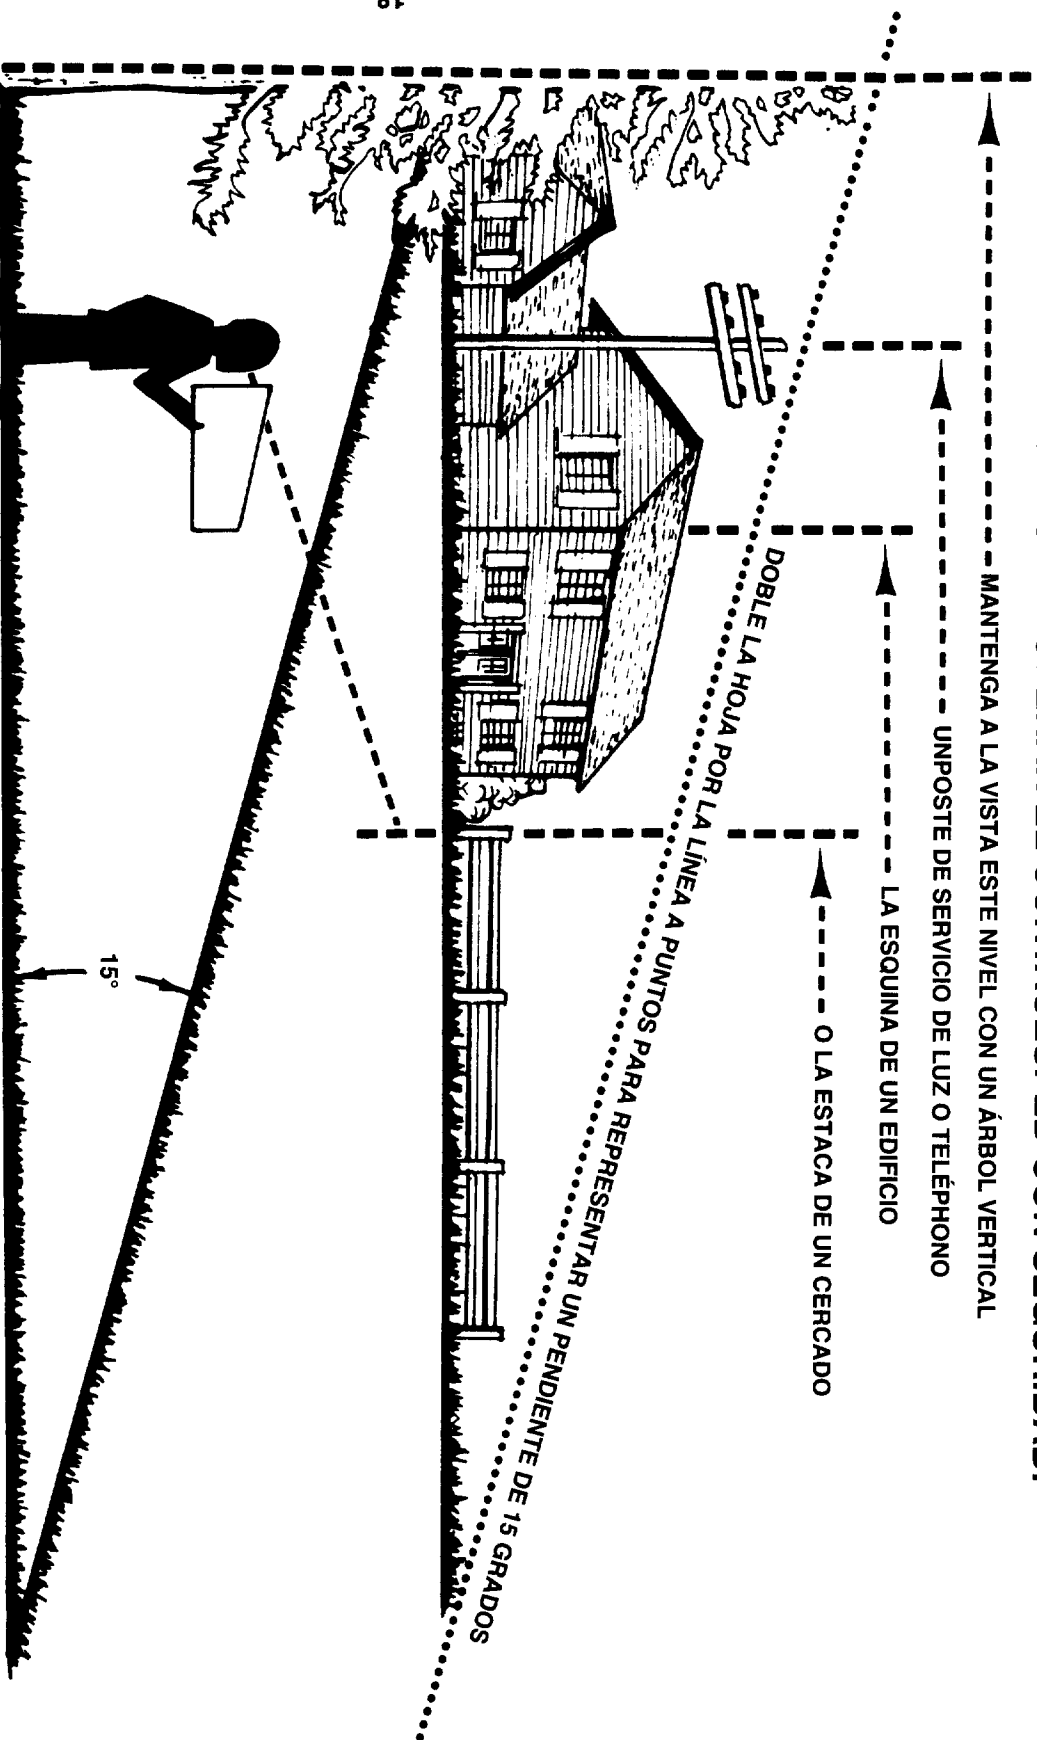 MANTENGA A LA VISTA ESTE NIVEL CON UN ÁRBOL VERTICAL
UNPOSTE DE SERVICIO DE LUZ O TELÉPHONO
LA ESQUINA DE UN EDIFICIO
O LA ESTACA DE UN CERCADO
DOBLE LA HOJA POR LA LÍNEA A PUNTOS PARA REPRESENTAR UN PENDIENTE DE 15 GRADOS
15°